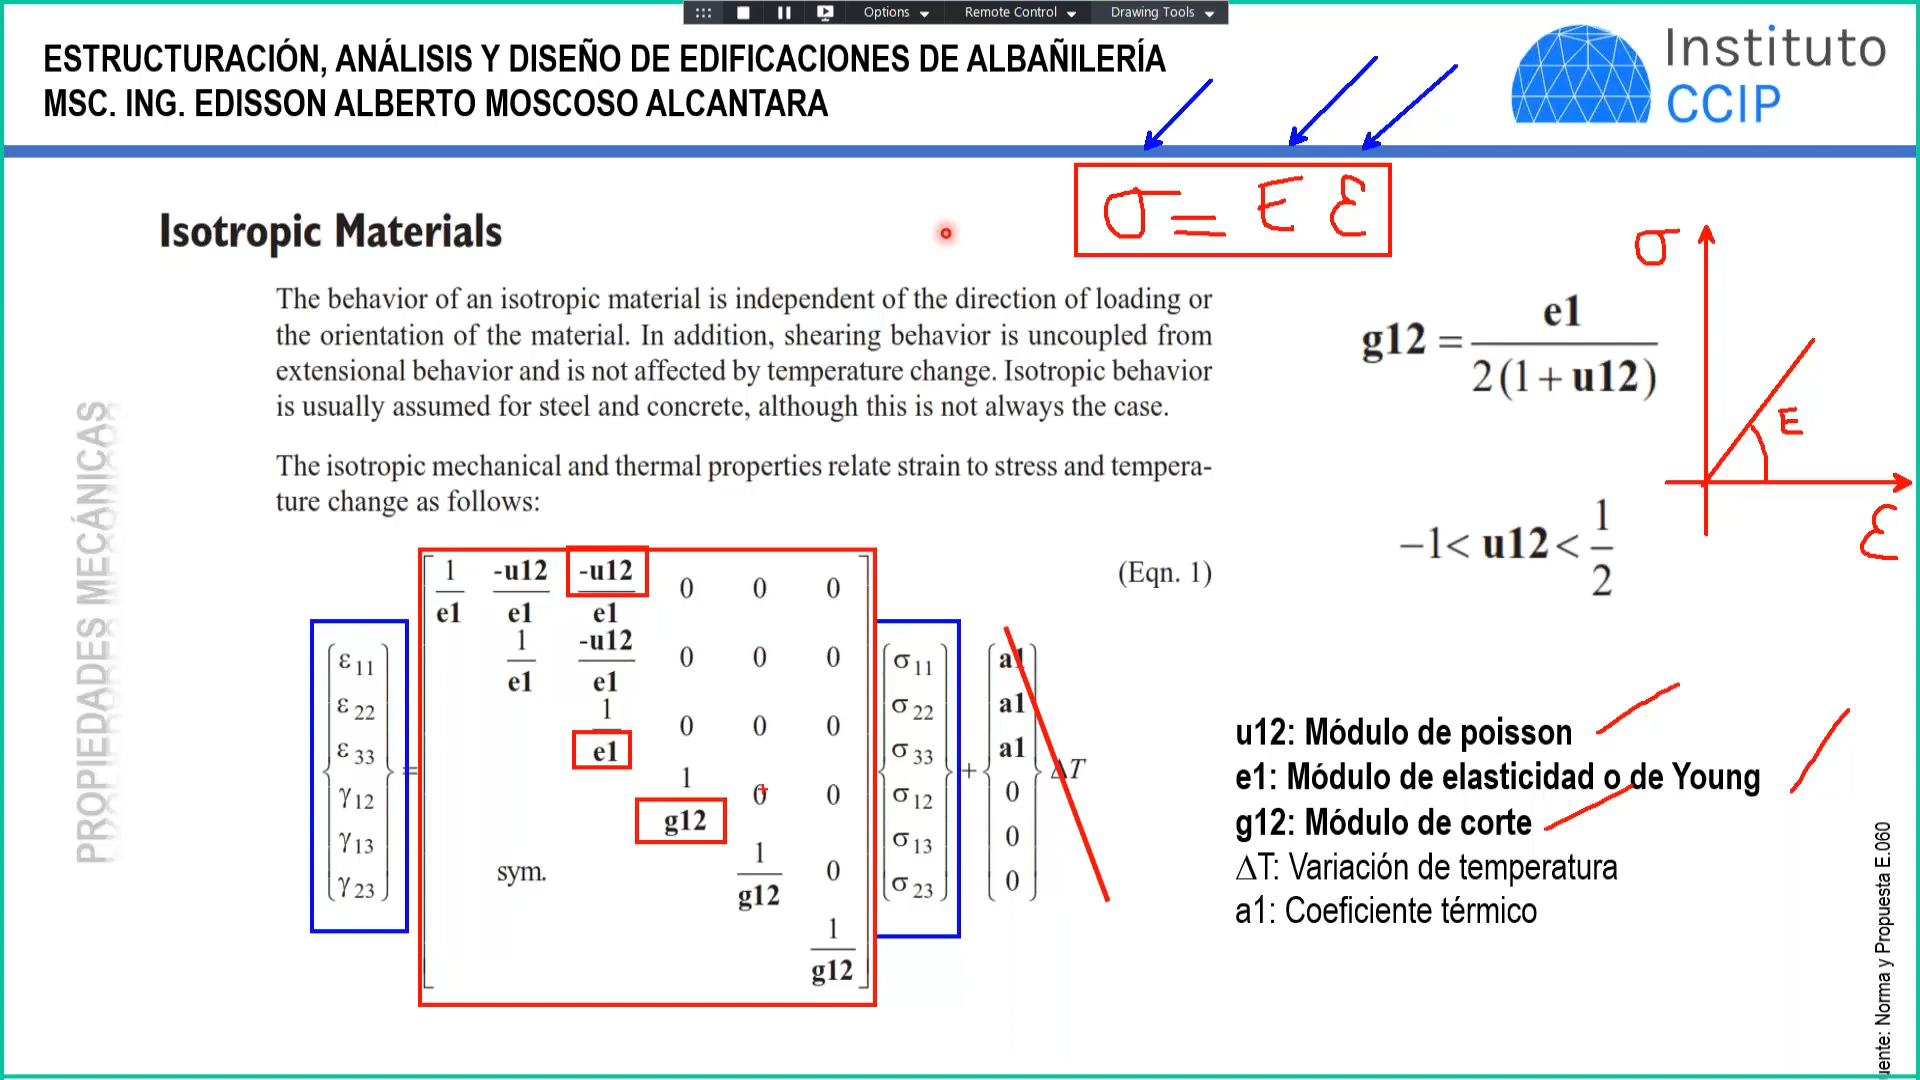 Options
Remote Control
Drawing Tools
ESTRUCTURACIÓN, ANÁLISIS Y DISEÑO DE EDIFICACIONES DE ALBAÑILERÍA
MSC. ING. EDISSON ALBERTO MOSCOSO ALCANTARA
Instituto
CCIP
σ = E ε
Isotropic Materials
The behavior of an isotropic material is independent of the direction of loading or
the orientation of the material. In addition, shearing behavior is uncoupled from
extensional behavior and is not affected by temperature change. Isotropic behavior
is usually assumed for steel and concrete, although this is not always the case.
The isotropic mechanical and thermal properties relate strain to stress and tempera-
ture change as follows:
g12 = e1 / 2(1 + u12)
σ
E
ε
−1< u12 < 1/2
(Eqn. 1)
1/e1 -u12/e1 -u12/e1 0 0 0
1/e1 -u12/e1 0 0 0
1/e1 0 0 0
1/g12 0 0
sym. 1/g12 0
1/g12
ε11
ε22
ε33
γ12
γ13
γ23
=
σ11
σ22
σ33
σ12
σ13
σ23
+
a1
a1
a1
0
0
0
ΔT
u12: Módulo de poisson
e1: Módulo de elasticidad o de Young
g12: Módulo de corte
ΔT: Variación de temperatura
a1: Coeficiente térmico
PROPIEDADES MECÁNICAS
uente: Norma y Propuesta E.060